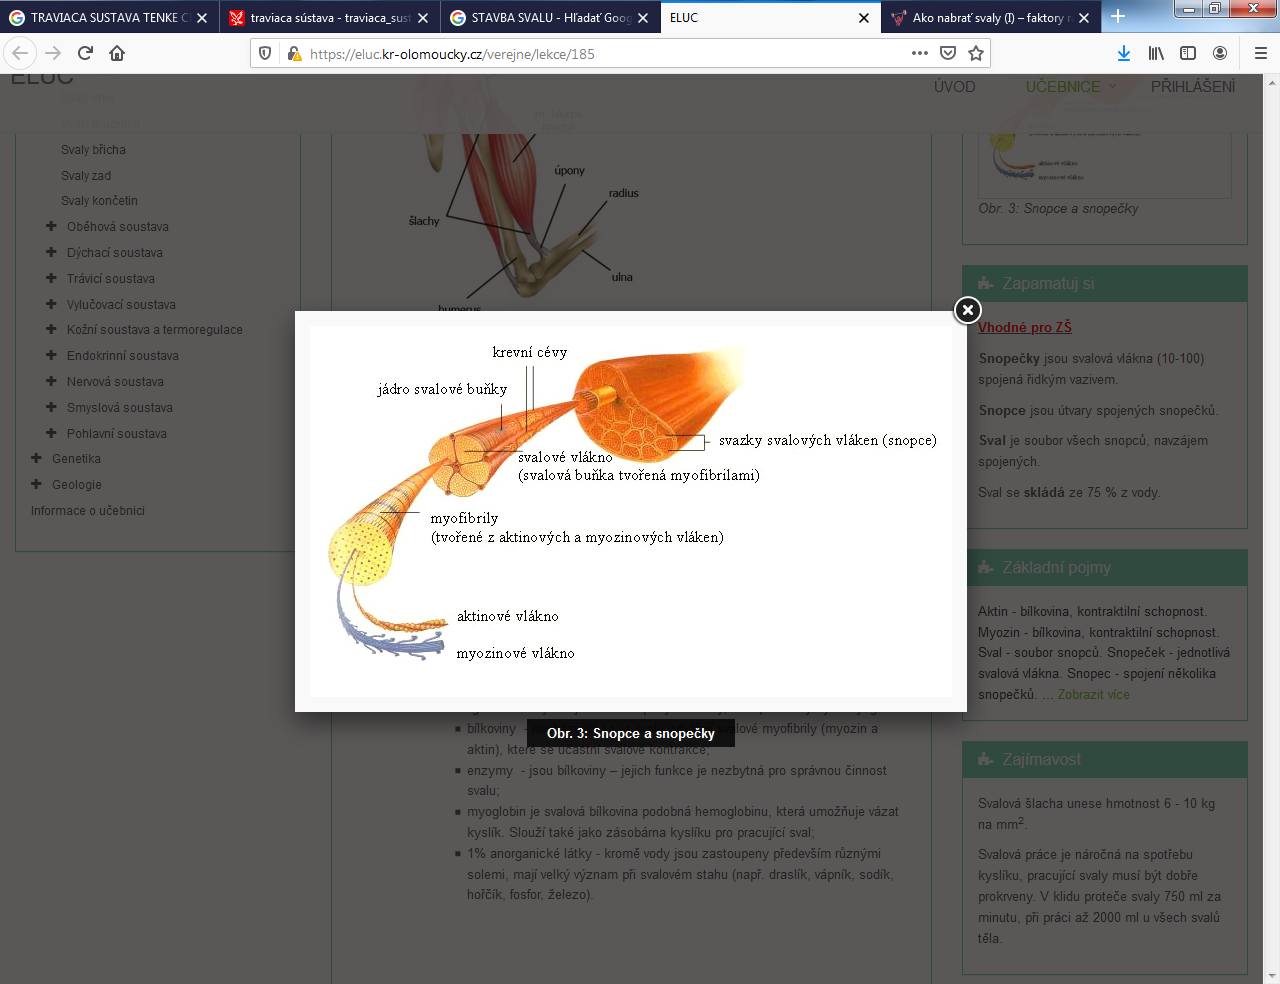 TRAVIACA SUSTAVA TENKE C
traviaca sústava - traviaca_sust
STAVBA SVALU - Hľadať Goog
ELUC
Ako nabrať svaly (I) – faktory r
https://eluc.kr-olomoucky.cz/verejne/lekce/185
ELUC
ÚVOD
UČEBNICE
PŘIHLÁŠENÍ
Svaly břicha
Svaly zad
Svaly končetin
Oběhová soustava
Dýchací soustava
Trávicí soustava
Vylučovací soustava
Kožní soustava a termoregulace
Endokrinní soustava
Nervová soustava
Smyslová soustava
Pohlavní soustava
Genetika
Geologie
Informace o učebnici
úpony
radius
šlachy
ulna
humerus
krevní cévy
jádro svalové buňky
svazky svalových vláken (snopce)
svalové vlákno
(svalová buňka tvořená myofibrilami)
myofibrily
(tvořené z aktinových a myozinových vláken)
aktinové vlákno
myozinové vlákno
Obr. 3: Snopce a snopečky
bílkoviny - svalové myofibrily (myozin a
aktin), které se účastní svalové kontrakce;
enzymy - jsou bílkoviny – jejich funkce je nezbytná pro správnou činnost
svalu;
myoglobin je svalová bílkovina podobná hemoglobinu, která umožňuje vázat
kyslík. Slouží také jako zásobárna kyslíku pro pracující sval;
1% anorganické látky - kromě vody jsou zastoupeny především různými
solemi, mají velký význam při svalovém stahu (např. draslík, vápník, sodík,
hořčík, fosfor, železo).
aktinové vlákno
myozinové vlákno
Obr. 3: Snopce a snopečky
Zapamatuj si
Vhodné pro ZŠ
Snopečky jsou svalová vlákna (10-100)
spojená řídkým vazivem.
Snopce jsou útvary spojených snopečků.
Sval je soubor všech snopců, navzájem
spojených.
Sval se skládá ze 75 % z vody.
Základní pojmy
Aktin - bílkovina, kontraktilní schopnost.
Myozin - bílkovina, kontraktilní schopnost.
Sval - soubor snopců. Snopeček - jednotlivá
svalová vlákna. Snopec - spojení několika
snopečků. ... Zobrazit více
Zajímavost
Svalová šlacha unese hmotnost 6 - 10 kg
na mm².
Svalová práce je náročná na spotřebu
kyslíku, pracující svaly musí být dobře
prokrveny. V klidu proteče svaly 750 ml za
minutu, při práci až 2000 ml u všech svalů
těla.